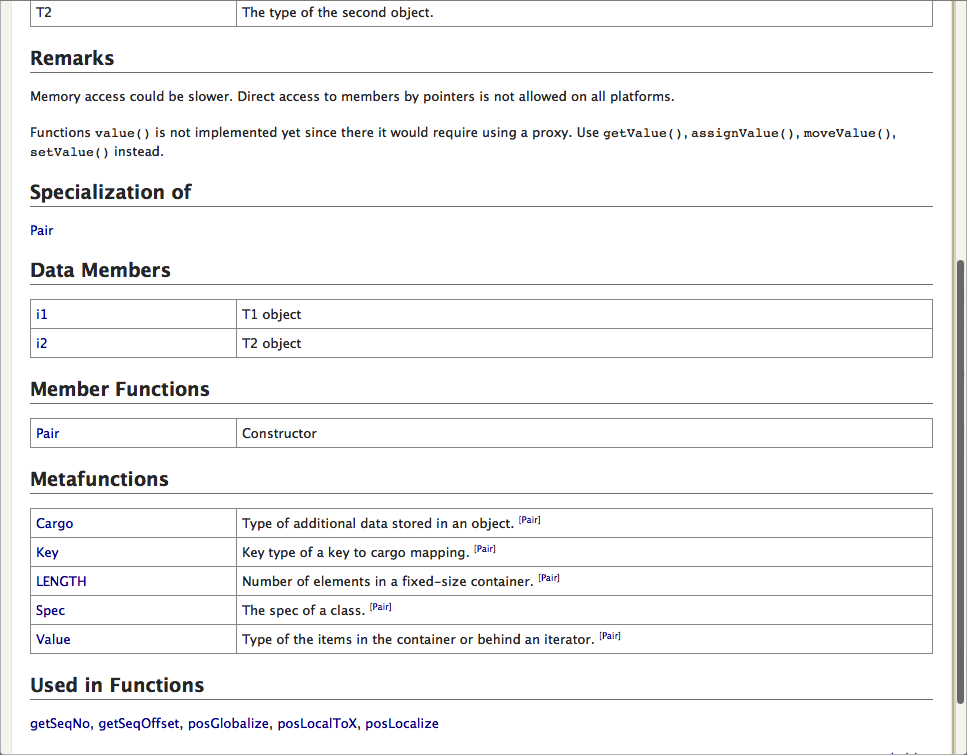 T2 The type of the second object.
Remarks
Memory access could be slower. Direct access to members by pointers is not allowed on all platforms.
Functions value() is not implemented yet since there it would require using a proxy. Use getValue(), assignValue(), moveValue(),
setValue() instead.
Specialization of
Pair
Data Members
i1 T1 object
i2 T2 object
Member Functions
Pair Constructor
Metafunctions
Cargo Type of additional data stored in an object. [Pair]
Key Key type of a key to cargo mapping. [Pair]
LENGTH Number of elements in a fixed-size container. [Pair]
Spec The spec of a class. [Pair]
Value Type of the items in the container or behind an iterator. [Pair]
Used in Functions
getSeqNo, getSeqOffset, posGlobalize, posLocalToX, posLocalize